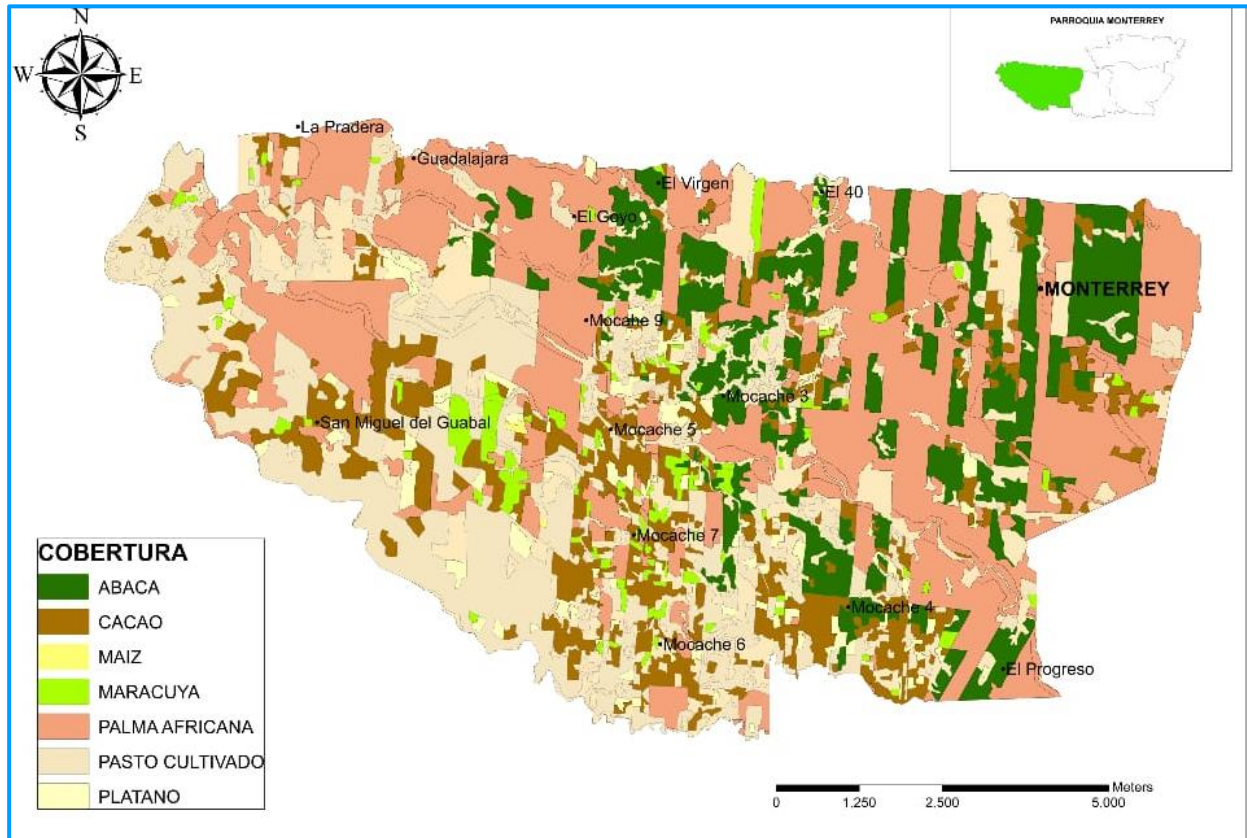 N
W E
S
PARROQUIA MONTERREY
La Pradera
Guadalajara
El Virgen
El 40
El Goyo
MONTERREY
Mocahe 9
Mocache 3
San Miguel del Guabal
Mocache 5
Mocache 7
Mocache 4
Mocache 6
El Progreso
COBERTURA
ABACA
CACAO
MAIZ
MARACUYA
PALMA AFRICANA
PASTO CULTIVADO
PLATANO
Meters
0 1.250 2.500 5.000